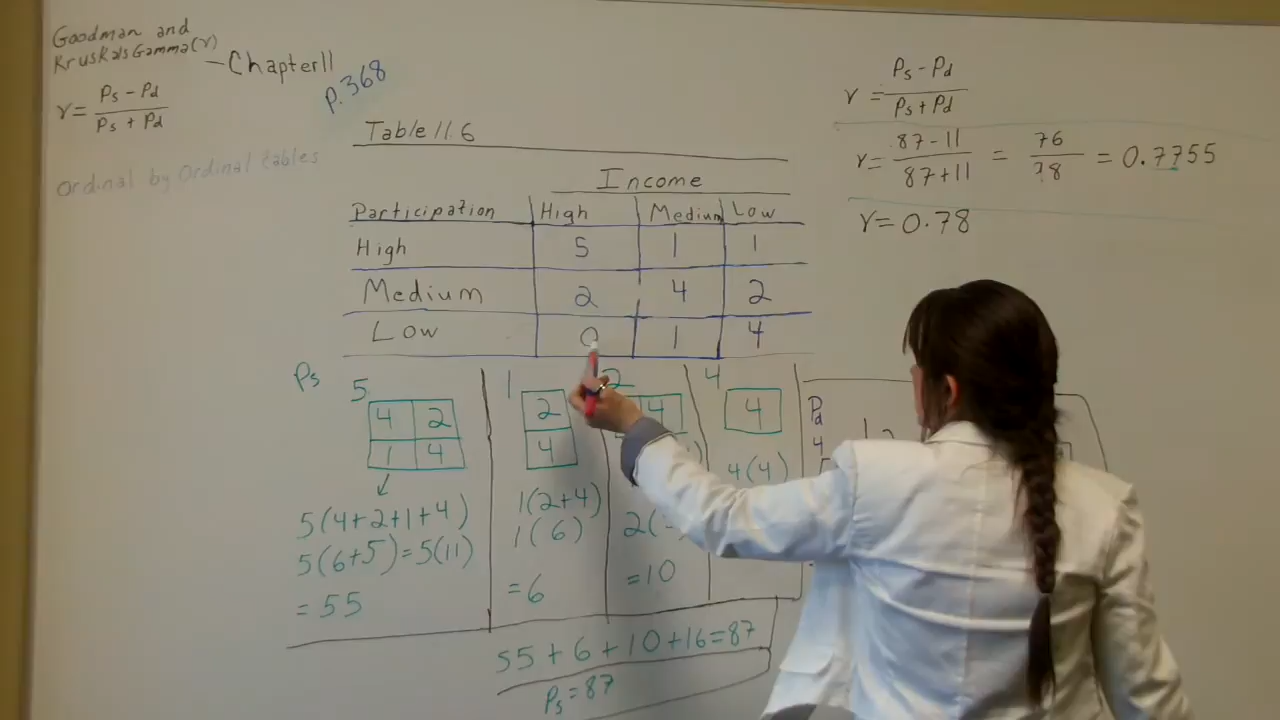 Goodman and
Kruskals Gamma(γ)
— Chapter 11
p. 368
γ = Ps - Pd
Ps + Pd
Ordinal by Ordinal tables
Table 11.6
Income
Participation High Medium Low
High 5 1 1
Medium 2 4 2
Low 0 1 4
γ = Ps - Pd
Ps + Pd
γ = 87 - 11 = 76 = 0.7755
87 + 11 98
γ = 0.78
Ps
5
4 2
1 4
5(4+2+1+4)
5(6+5)=5(11)
= 55
1
2
4
1(2+4)
1(6)
= 6
2
4
2(
=10
4
4
4(4)
Pd
4
55 + 6 + 10 + 16 = 87
Ps = 87